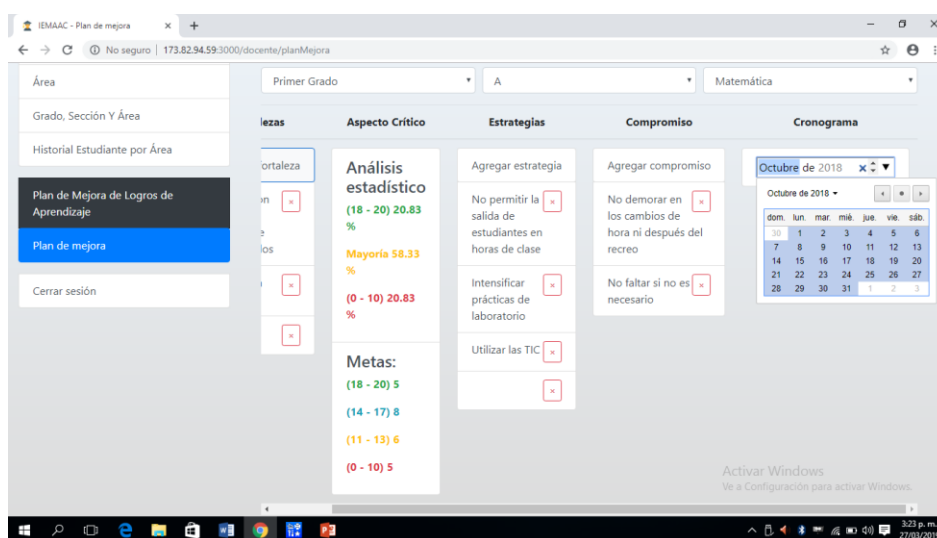 IEMAAC - Plan de mejora
No seguro | 173.82.94.59:3000/docente/planMejora
Área
Grado, Sección Y Área
Historial Estudiante por Área
Plan de Mejora de Logros de
Aprendizaje
Plan de mejora
Cerrar sesión
Primer Grado
A
Matemática
lezas
Aspecto Crítico
Estrategias
Compromiso
Cronograma
ortaleza
Análisis
estadístico
(18 - 20) 20.83
%
Mayoría 58.33
%
(0 - 10) 20.83
%
Metas:
(18 - 20) 5
(14 - 17) 8
(11 - 13) 6
(0 - 10) 5
Agregar estrategia
No permitir la
salida de
estudiantes en
horas de clase
Intensificar
prácticas de
laboratorio
Utilizar las TIC
Agregar compromiso
No demorar en
los cambios de
hora ni después del
recreo
No faltar si no es
necesario
Octubre de 2018
Octubre de 2018
dom. lun. mar. mié. jue. vie. sáb.
30 1 2 3 4 5 6
7 8 9 10 11 12 13
14 15 16 17 18 19 20
21 22 23 24 25 26 27
28 29 30 31 1 2 3
Activar Windows
Ve a Configuración para activar Windows.
3:23 p. m.
27/03/2019